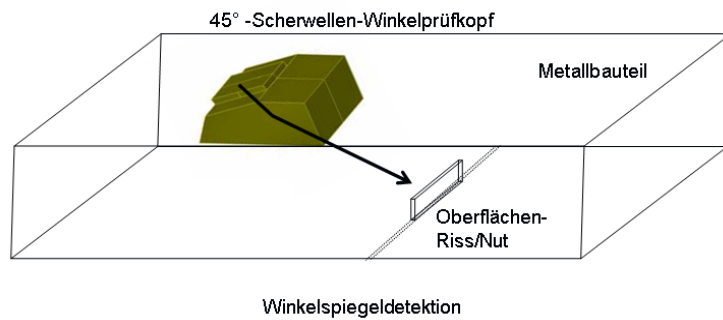 45° -Scherwellen-Winkelprüfkopf
Metallbauteil
Oberflächen-
Riss/Nut
Winkelspiegeldetektion